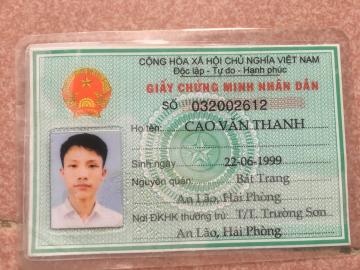 CỘNG HÒA XÃ HỘI CHỦ NGHĨA VIỆT NAM
Độc lập - Tự do - Hạnh phúc
GIẤY CHỨNG MINH NHÂN DÂN
SỐ 032002612
Họ tên: CAO VĂN THANH
Sinh ngày 22-06-1999
Nguyên quán: Bát Trang
An Lão, Hải Phòng
Nơi ĐKHK thường trú: T/T. Trường Sơn
An Lão, Hải Phòng